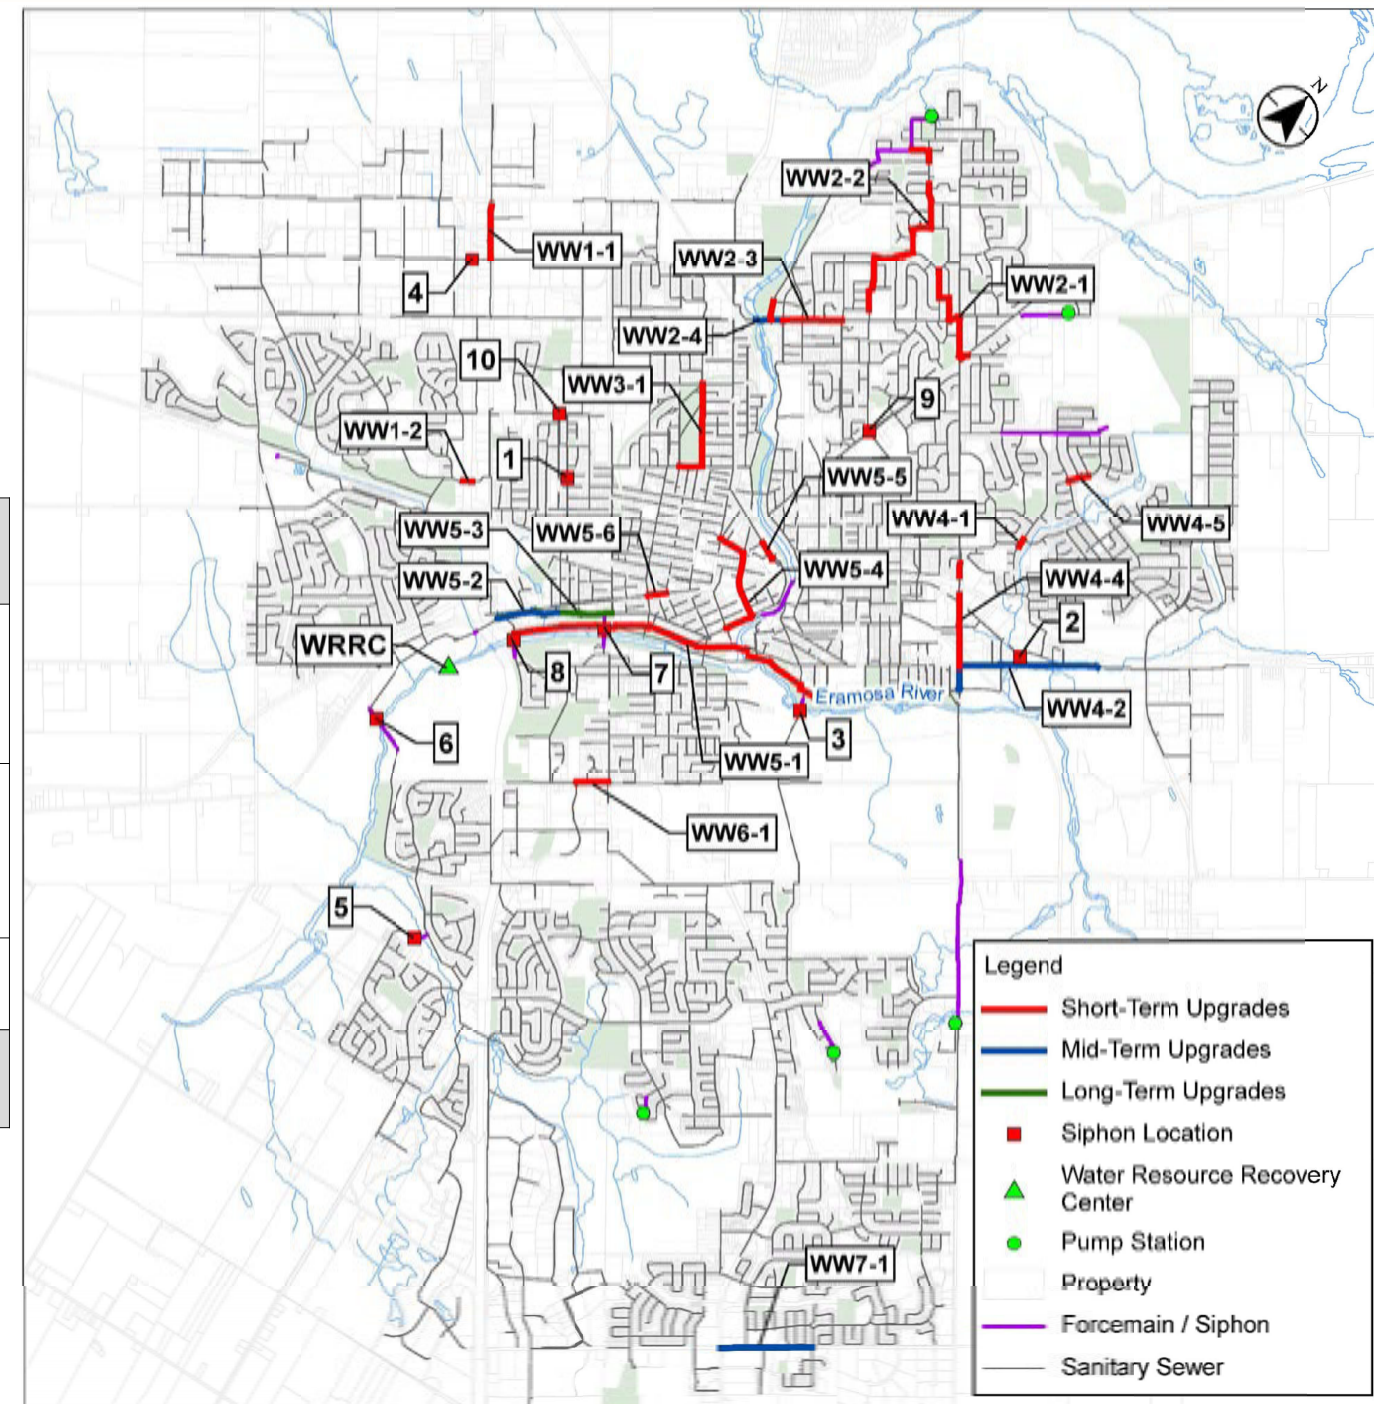 N
WW2-2
WW1-1
WW2-3
4
WW2-1
WW2-4
10
WW3-1
9
WW1-2
1
WW5-5
WW5-3
WW5-6
WW4-1
WW4-5
WW5-2
WW5-4
WW4-4
2
WRRC
8
7
Eramosa River
WW4-2
6
3
WW5-1
WW6-1
5
WW7-1
Legend
Short-Term Upgrades
Mid-Term Upgrades
Long-Term Upgrades
Siphon Location
Water Resource Recovery
Center
Pump Station
Property
Forcemain / Siphon
Sanitary Sewer